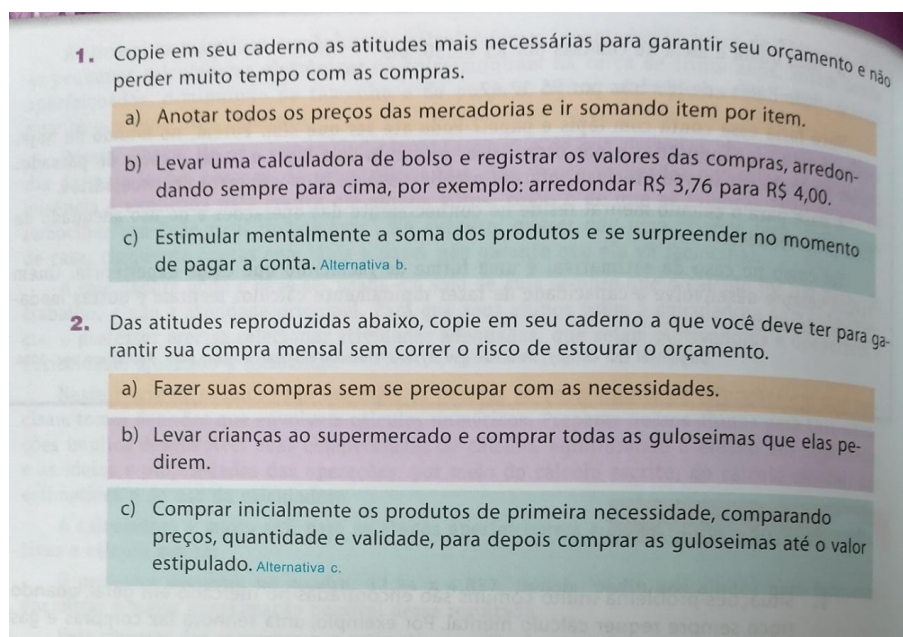 1. Copie em seu caderno as atitudes mais necessárias para garantir seu orçamento e não
perder muito tempo com as compras.
a) Anotar todos os preços das mercadorias e ir somando item por item.
b) Levar uma calculadora de bolso e registrar os valores das compras, arredon-
dando sempre para cima, por exemplo: arredondar R$ 3,76 para R$ 4,00.
c) Estimular mentalmente a soma dos produtos e se surpreender no momento
de pagar a conta. Alternativa b.
2. Das atitudes reproduzidas abaixo, copie em seu caderno a que você deve ter para ga-
rantir sua compra mensal sem correr o risco de estourar o orçamento.
a) Fazer suas compras sem se preocupar com as necessidades.
b) Levar crianças ao supermercado e comprar todas as guloseimas que elas pe-
direm.
c) Comprar inicialmente os produtos de primeira necessidade, comparando
preços, quantidade e validade, para depois comprar as guloseimas até o valor
estipulado. Alternativa c.